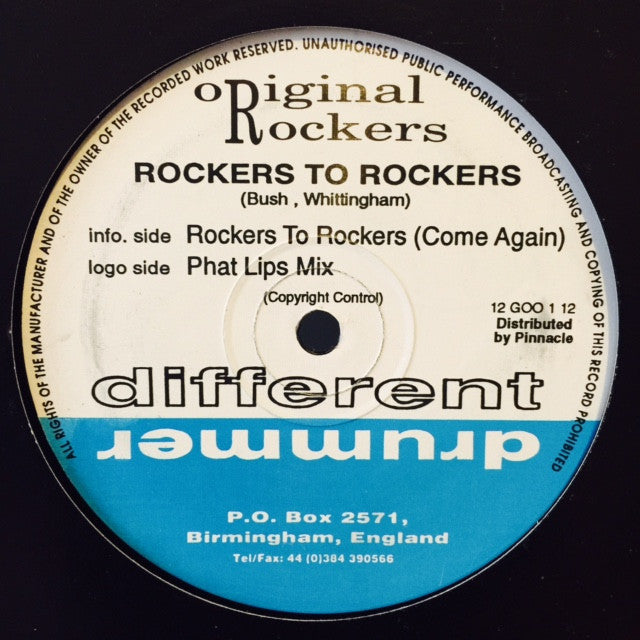 ALL RIGHTS OF THE MANUFACTURER AND OF THE OWNER OF THE RECORDED WORK RESERVED. UNAUTHORISED PUBLIC PERFORMANCE BROADCASTING AND COPYING OF THIS RECORD PROHIBITED
oRiginal
Rockers
ROCKERS TO ROCKERS
(Bush , Whittingham)
info. side Rockers To Rockers (Come Again)
logo side Phat Lips Mix
(Copyright Control)
12 GOO 1 12
Distributed
by Pinnacle
different
drummer
P.O. Box 2571,
Birmingham, England
Tel/Fax: 44 (0)384 390566